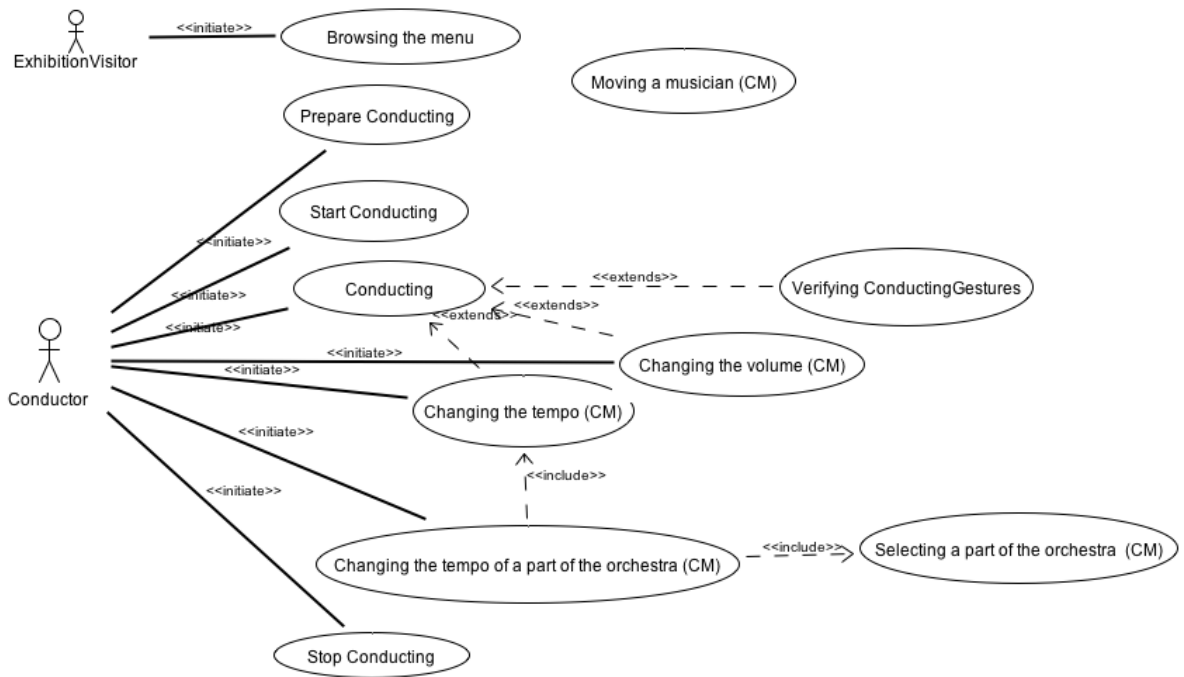 <<initiate>>
Browsing the menu
ExhibitionVisitor
Moving a musician (CM)
Prepare Conducting
Start Conducting
<<initiate>>
<<extends>>
Conducting
Verifying ConductingGestures
<<initiate>>
<<extends>>
<<extends>>
<<initiate>>
<<initiate>>
Changing the volume (CM)
<<initiate>>
Conductor
Changing the tempo (CM)
<<initiate>>
<<include>>
<<initiate>>
<<include>>
Selecting a part of the orchestra (CM)
Changing the tempo of a part of the orchestra (CM)
Stop Conducting